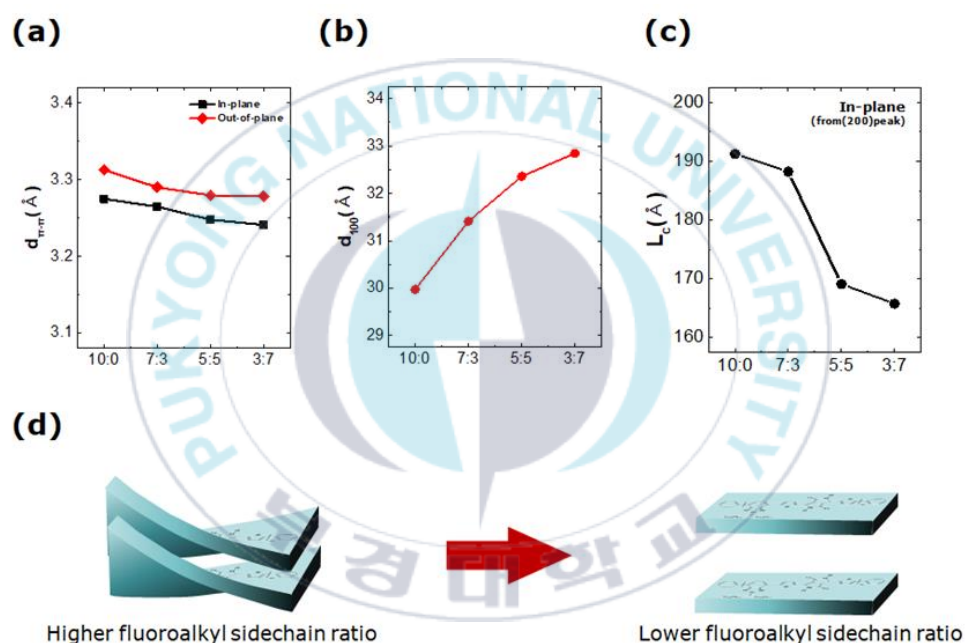 (a)
(b)
(c)
3.4
3.3
3.2
3.1
In-plane
Out-of-plane
dπ-π(Å)
10:0 7:3 5:5 3:7
34
33
32
31
30
29
d100(Å)
10:0 7:3 5:5 3:7
200
190
180
170
160
Lc(Å)
In-plane
(from(200)peak)
10:0 7:3 5:5 3:7
(d)
Higher fluoroalkyl sidechain ratio
Lower fluoroalkyl sidechain ratio
PUKYONG NATIONAL UNIVERSITY
부경대학교